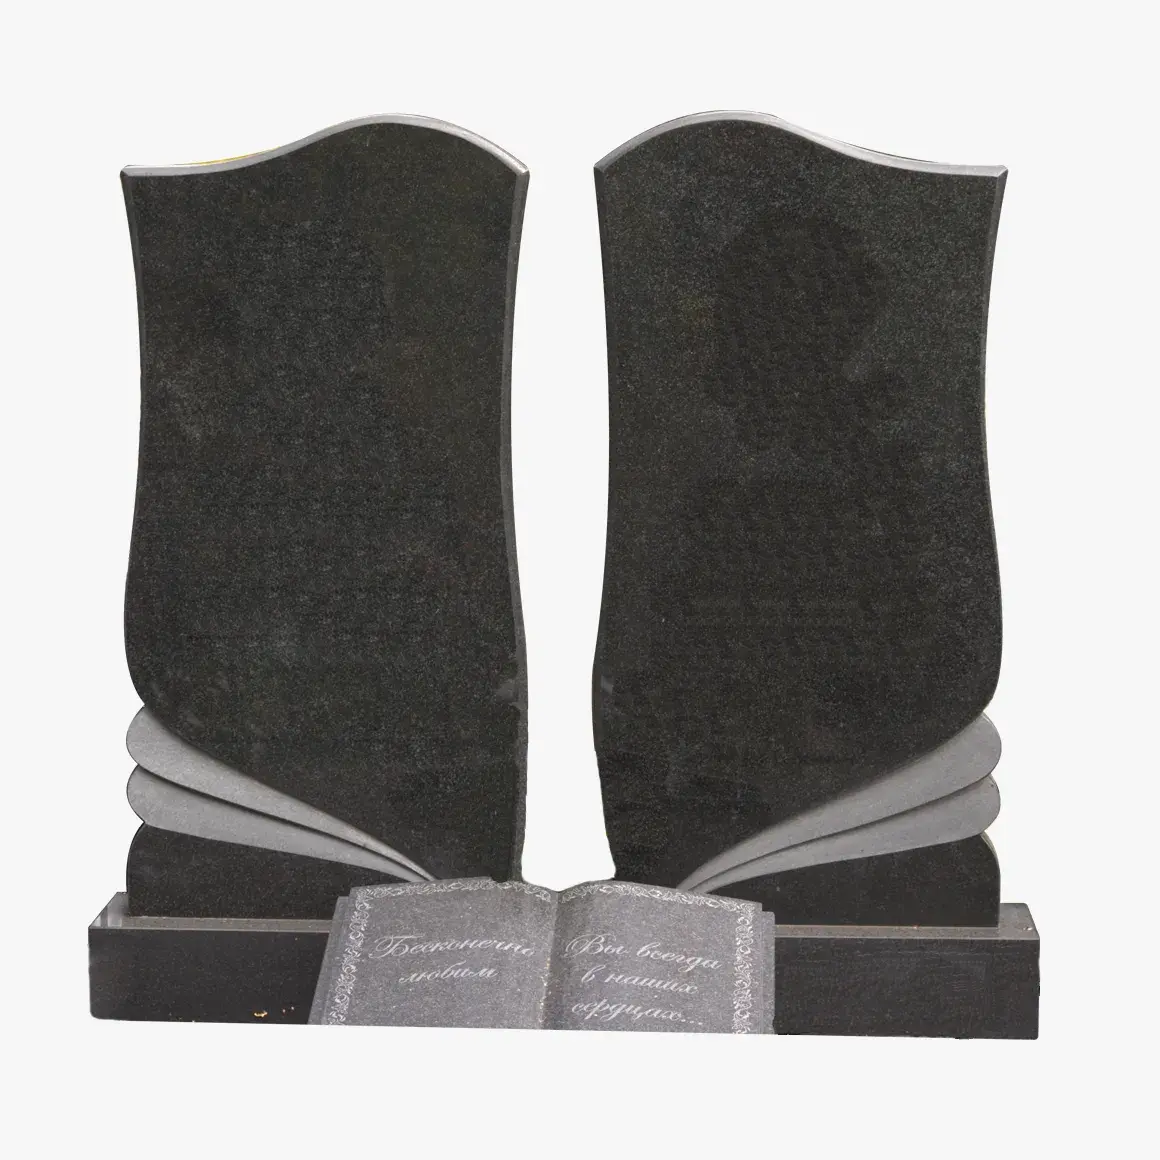 Бесконечно
любим
Вы всегда
в наших
сердцах...